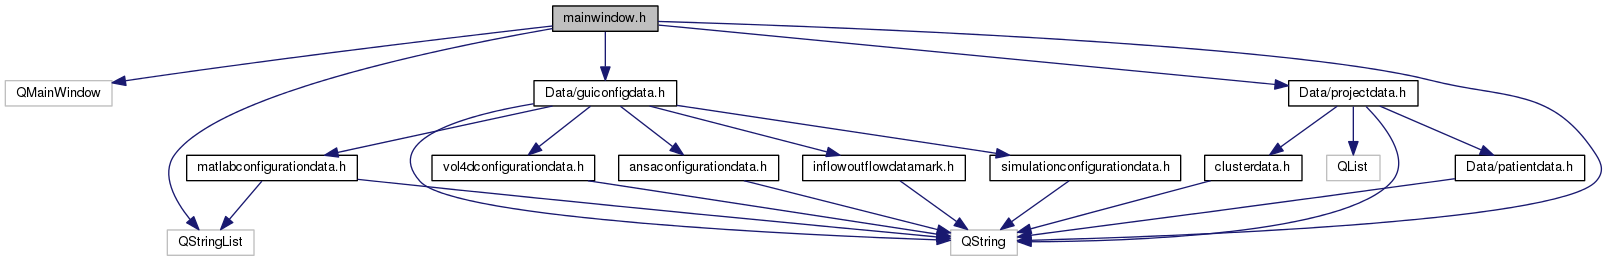 mainwindow.h
QMainWindow
Data/guiconfigdata.h
Data/projectdata.h
matlabconfigurationdata.h
vol4dconfigurationdata.h
ansaconfigurationdata.h
inflowoutflowdatamark.h
simulationconfigurationdata.h
clusterdata.h
QList
Data/patientdata.h
QStringList
QString